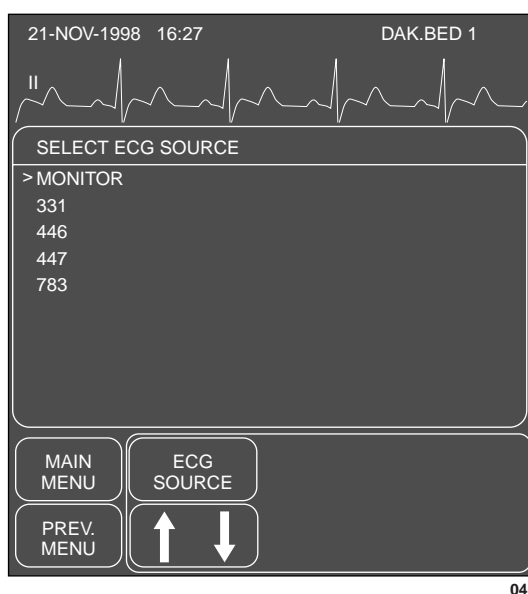 21-NOV-1998 16:27 DAK.BED 1
II
SELECT ECG SOURCE
> MONITOR
331
446
447
783
MAIN
MENU
ECG
SOURCE
PREV.
MENU
04